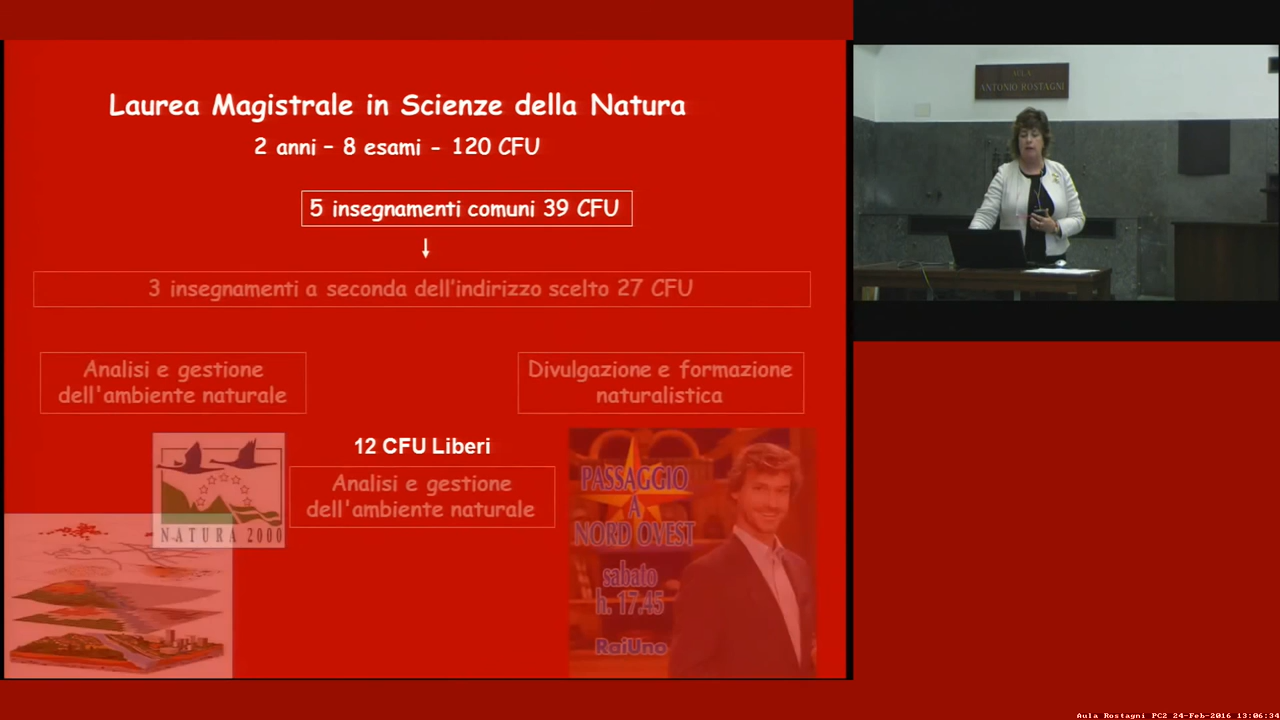 Laurea Magistrale in Scienze della Natura
2 anni – 8 esami - 120 CFU
5 insegnamenti comuni 39 CFU
3 insegnamenti a seconda dell'indirizzo scelto 27 CFU
Analisi e gestione
dell'ambiente naturale
Divulgazione e formazione
naturalistica
12 CFU Liberi
Analisi e gestione
dell'ambiente naturale
NATURA 2000
PASSAGGIO
A
NORD OVEST
sabato
h. 17.45
RaiUno
AULA
ANTONIO ROSTAGNI
Aula Rostagni PC2 24-Feb-2016 13:06:34